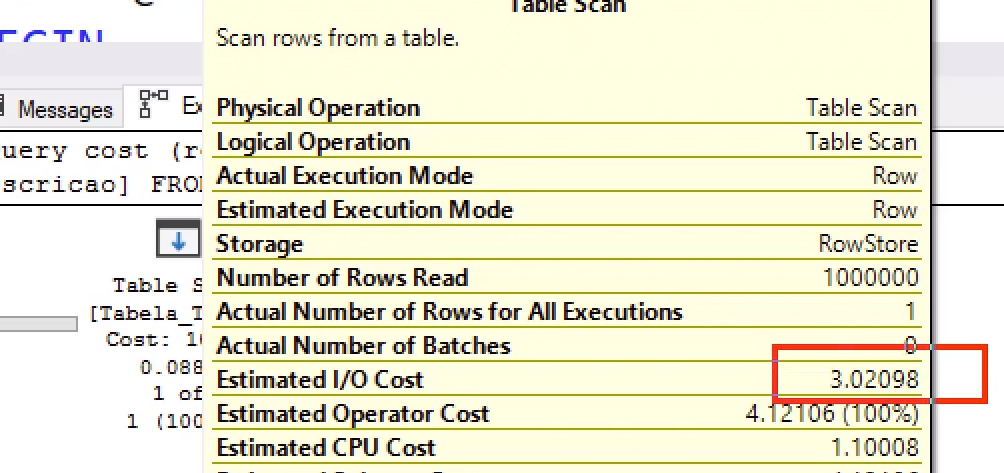 Table Scan
Scan rows from a table.
Messages
Physical Operation Table Scan
Logical Operation Table Scan
uery cost (r
Actual Execution Mode Row
scricao] FRO
Estimated Execution Mode Row
Storage RowStore
Number of Rows Read 1000000
Table S
Actual Number of Rows for All Executions 1
[Tabela_T
Cost: 1
Actual Number of Batches 0
0.088
Estimated I/O Cost 3.02098
1 of
Estimated Operator Cost 4.12106 (100%)
1 (100
Estimated CPU Cost 1.10008